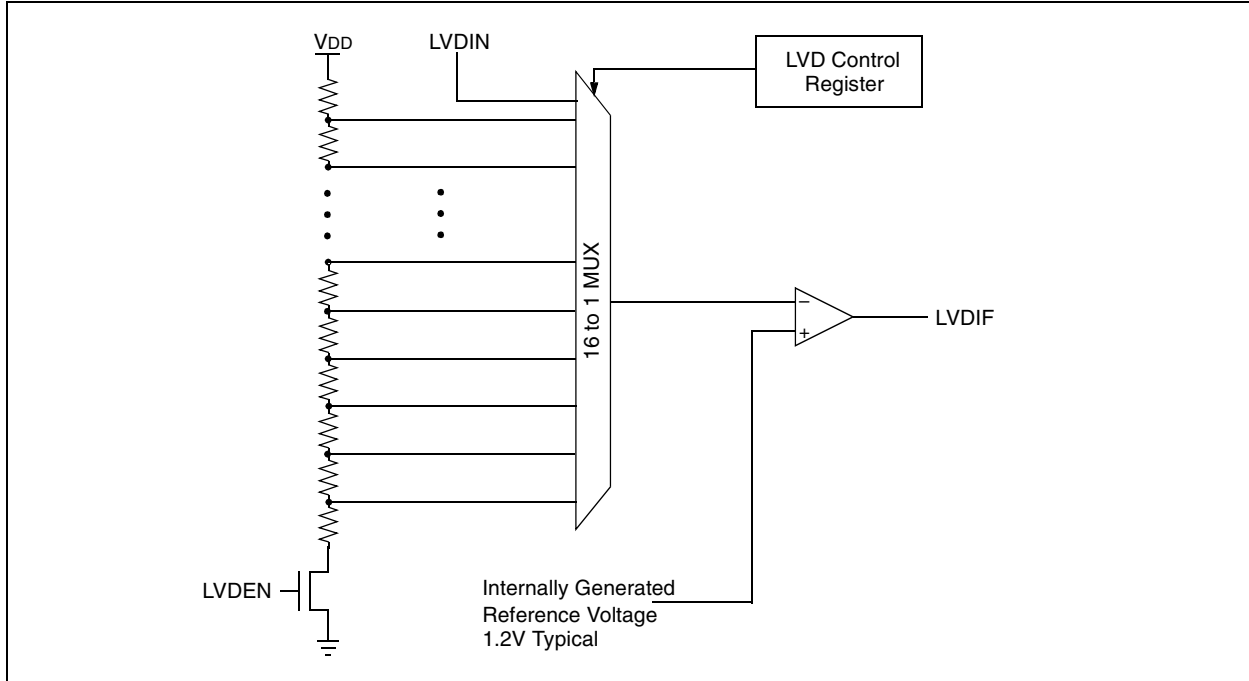 VDD
LVDIN
LVD Control
Register
16 to 1 MUX
−
+
LVDIF
LVDEN
Internally Generated
Reference Voltage
1.2V Typical